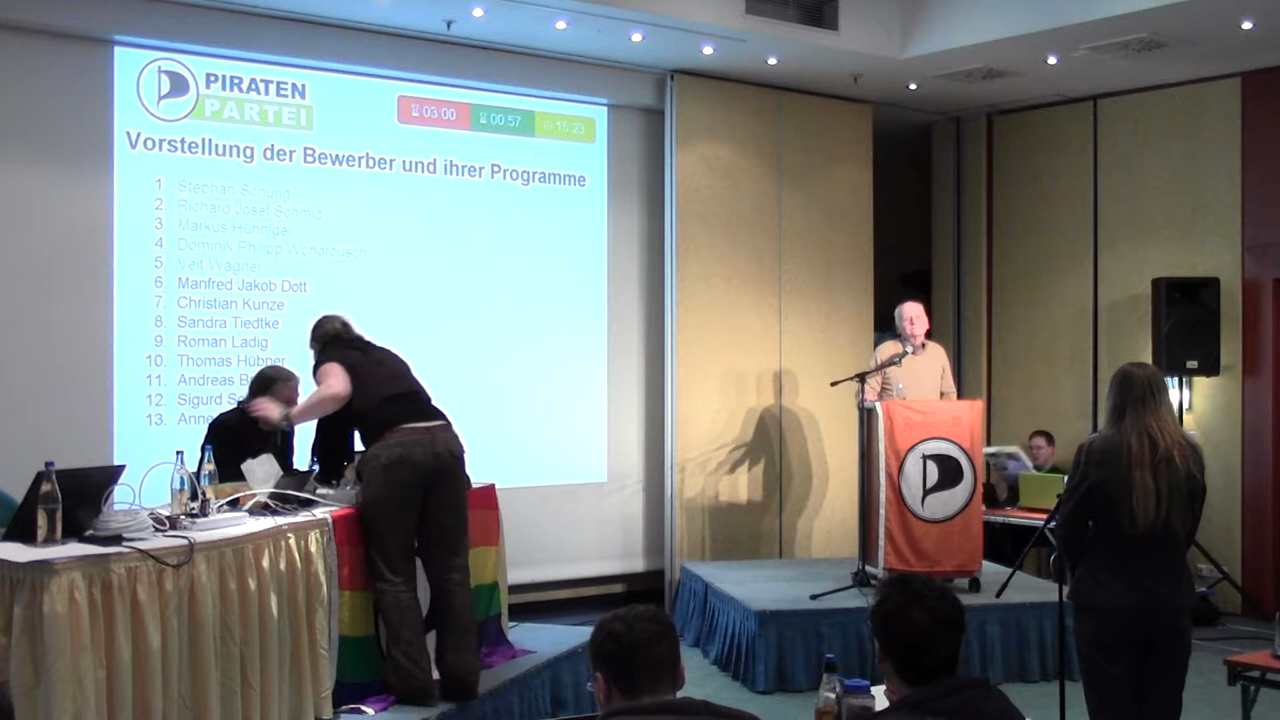 PIRATEN
PARTEI
03:00 00:57 15:23
Vorstellung der Bewerber und ihrer Programme
1. Stephan Schurig
2. Richard Josef Schmid
3. Markus Hünniger
4. Dominik Philipp Wondrousch
5. Veit Wagner
6. Manfred Jakob Dott
7. Christian Kunze
8. Sandra Tiedtke
9. Roman Ladig
10. Thomas Hübner
11. Andreas
12. Sigurd
13. Anne